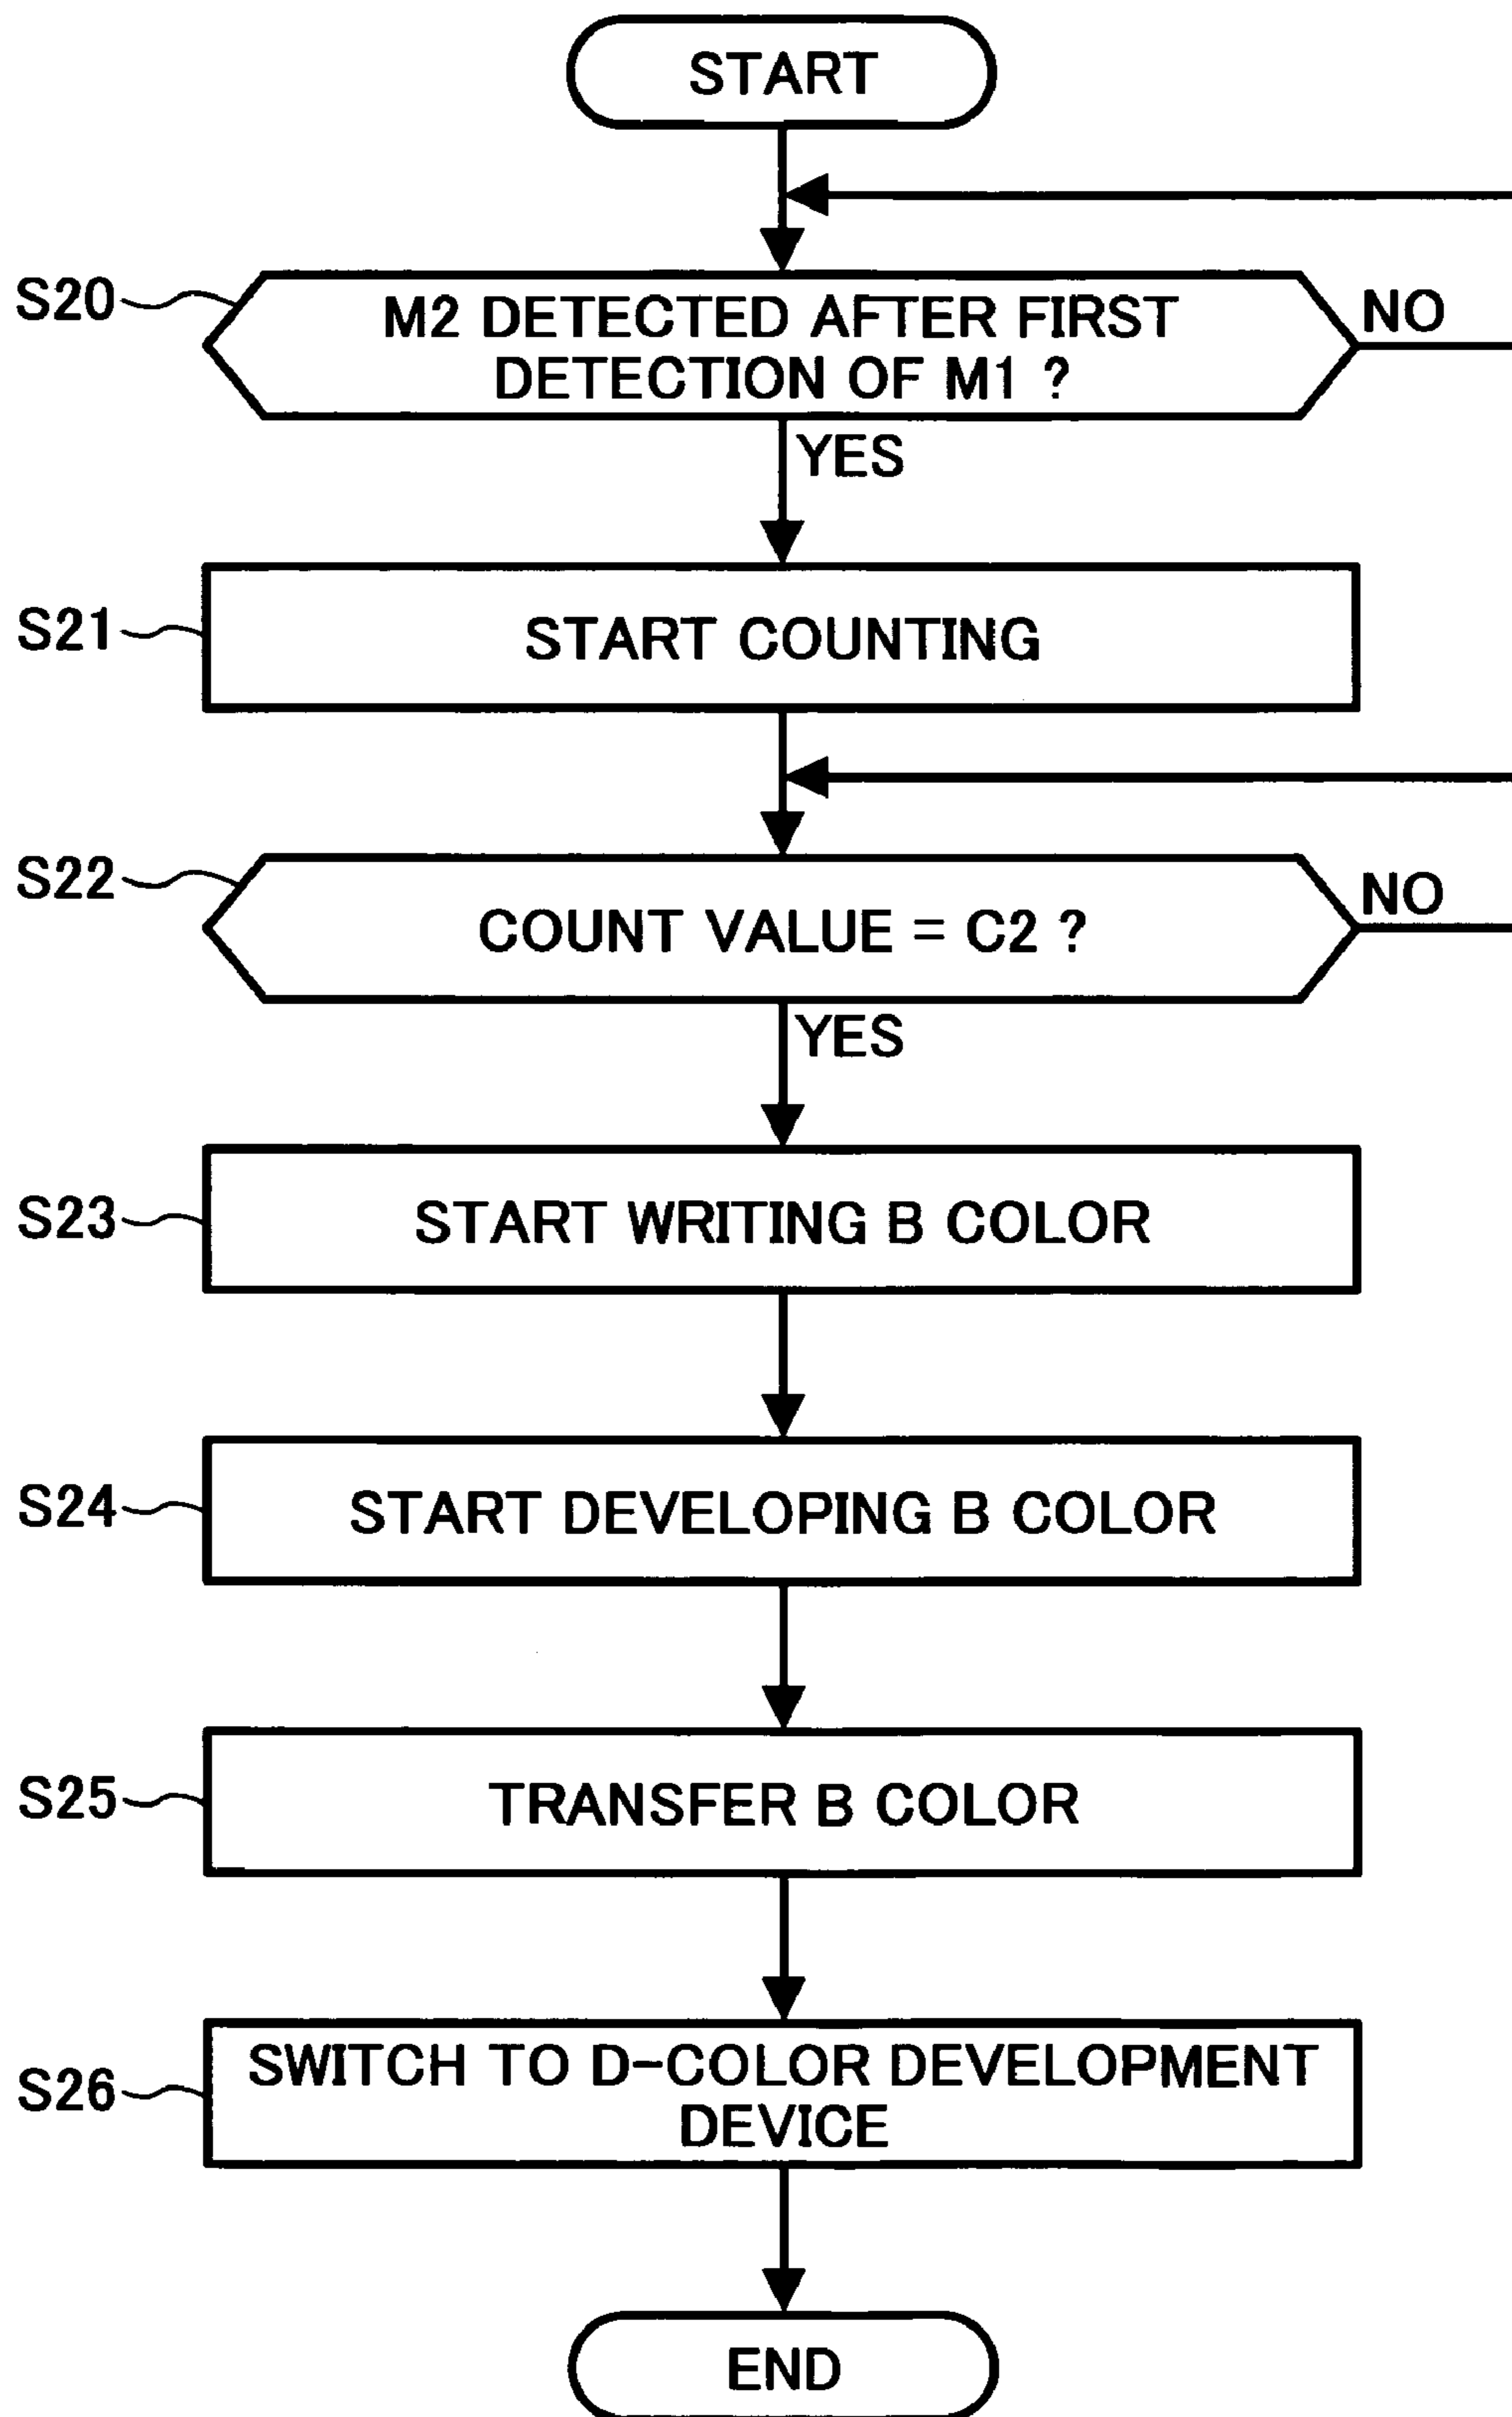 START
S20
M2 DETECTED AFTER FIRST
DETECTION OF M1 ?
NO
YES
S21
START COUNTING
S22
COUNT VALUE = C2 ?
NO
YES
S23
START WRITING B COLOR
S24
START DEVELOPING B COLOR
S25
TRANSFER B COLOR
S26
SWITCH TO D-COLOR DEVELOPMENT
DEVICE
END